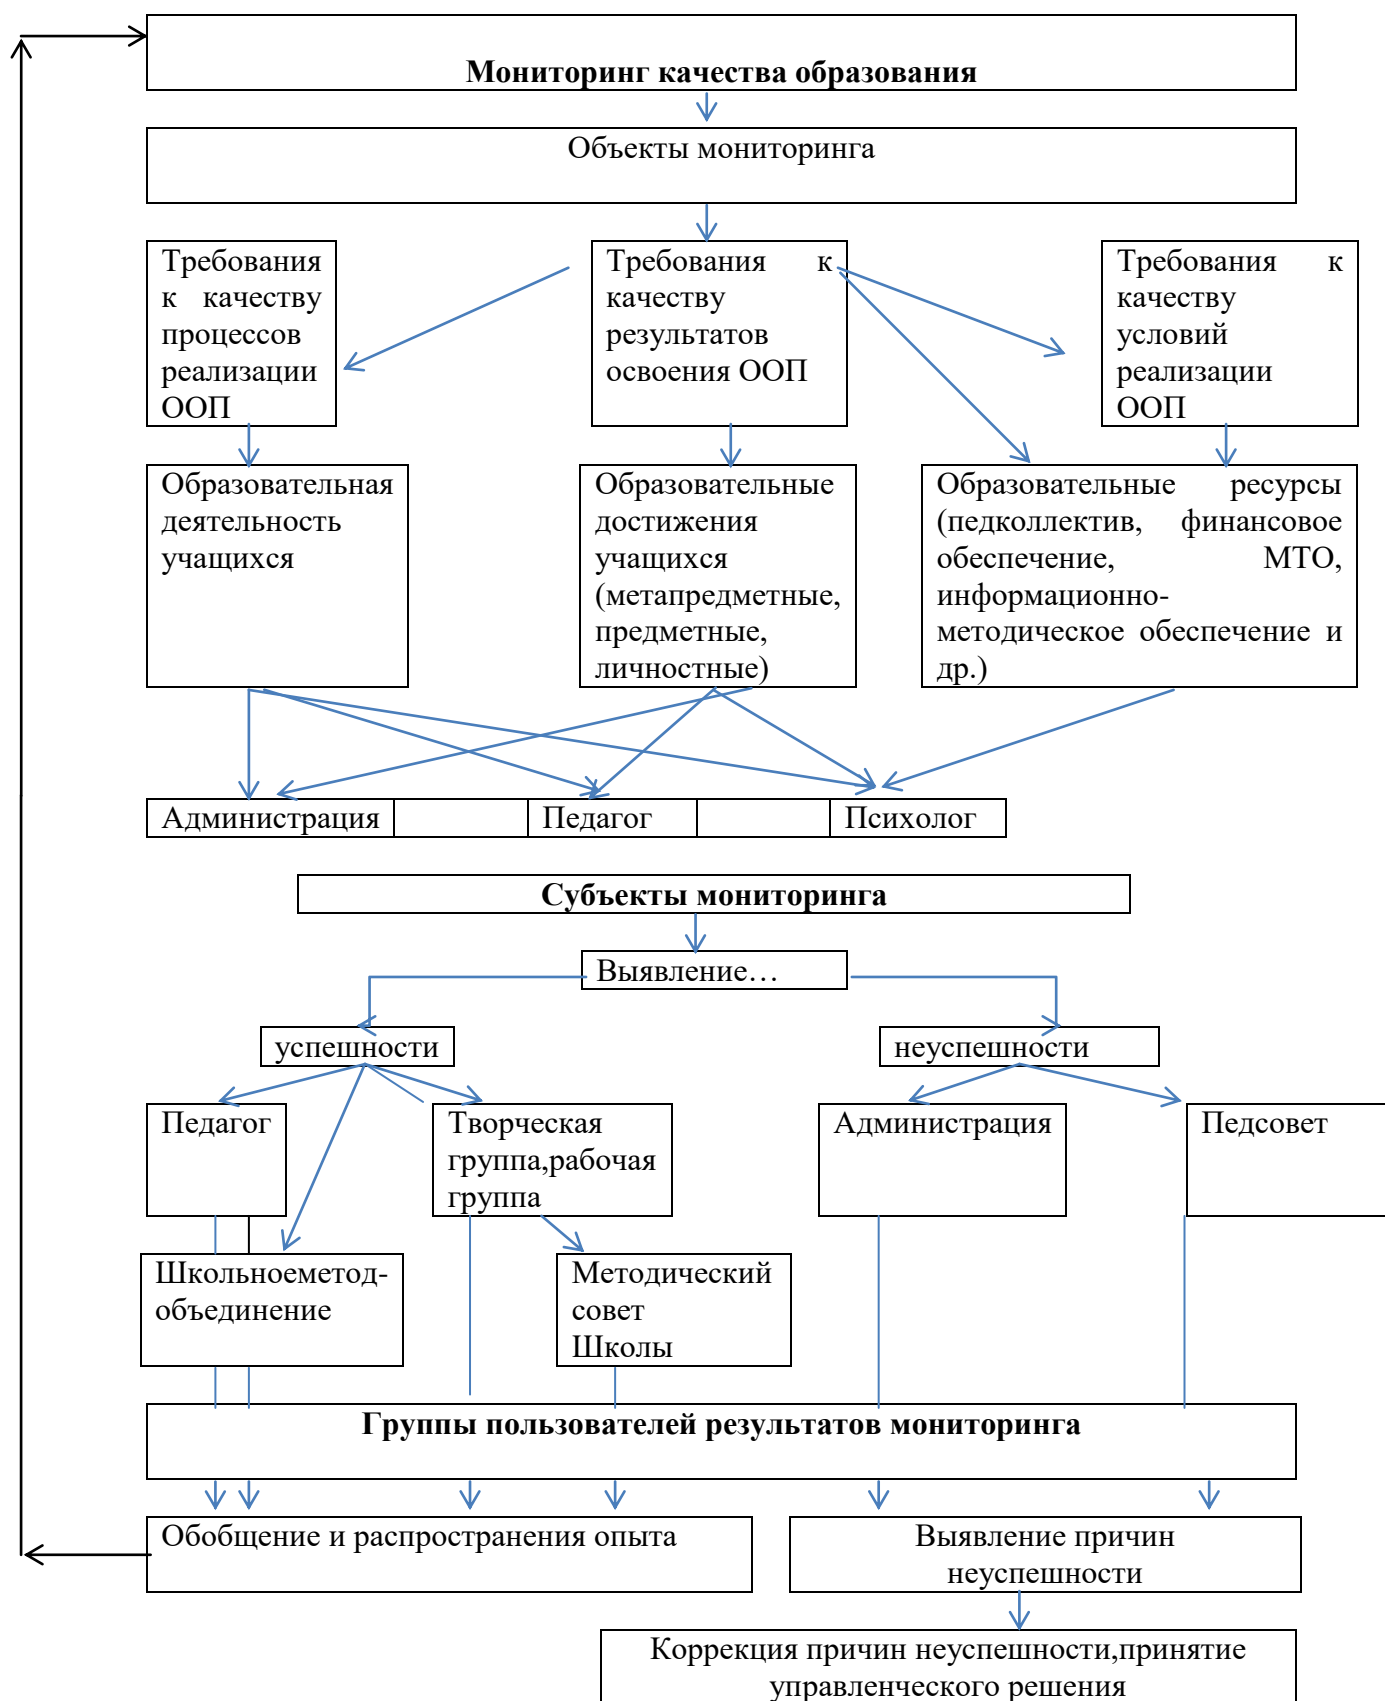 Мониторинг качества образования
Объекты мониторинга
Требования
к качеству
процессов
реализации
ООП
Требования к
качеству
результатов
освоения ООП
Требования к
качеству
условий
реализации
ООП
Образовательная
деятельность
учащихся
Образовательные
достижения
учащихся
(метапредметные,
предметные,
личностные)
Образовательные ресурсы
(педколлектив, финансовое
обеспечение, МТО,
информационно-
методическое обеспечение и
др.)
Администрация
Педагог
Психолог
Субъекты мониторинга
Выявление…
успешности
неуспешности
Педагог
Творческая
группа,рабочая
группа
Администрация
Педсовет
Школьноеметод-
объединение
Методический
совет
Школы
Группы пользователей результатов мониторинга
Обобщение и распространения опыта
Выявление причин
неуспешности
Коррекция причин неуспешности,принятие
управленческого решения